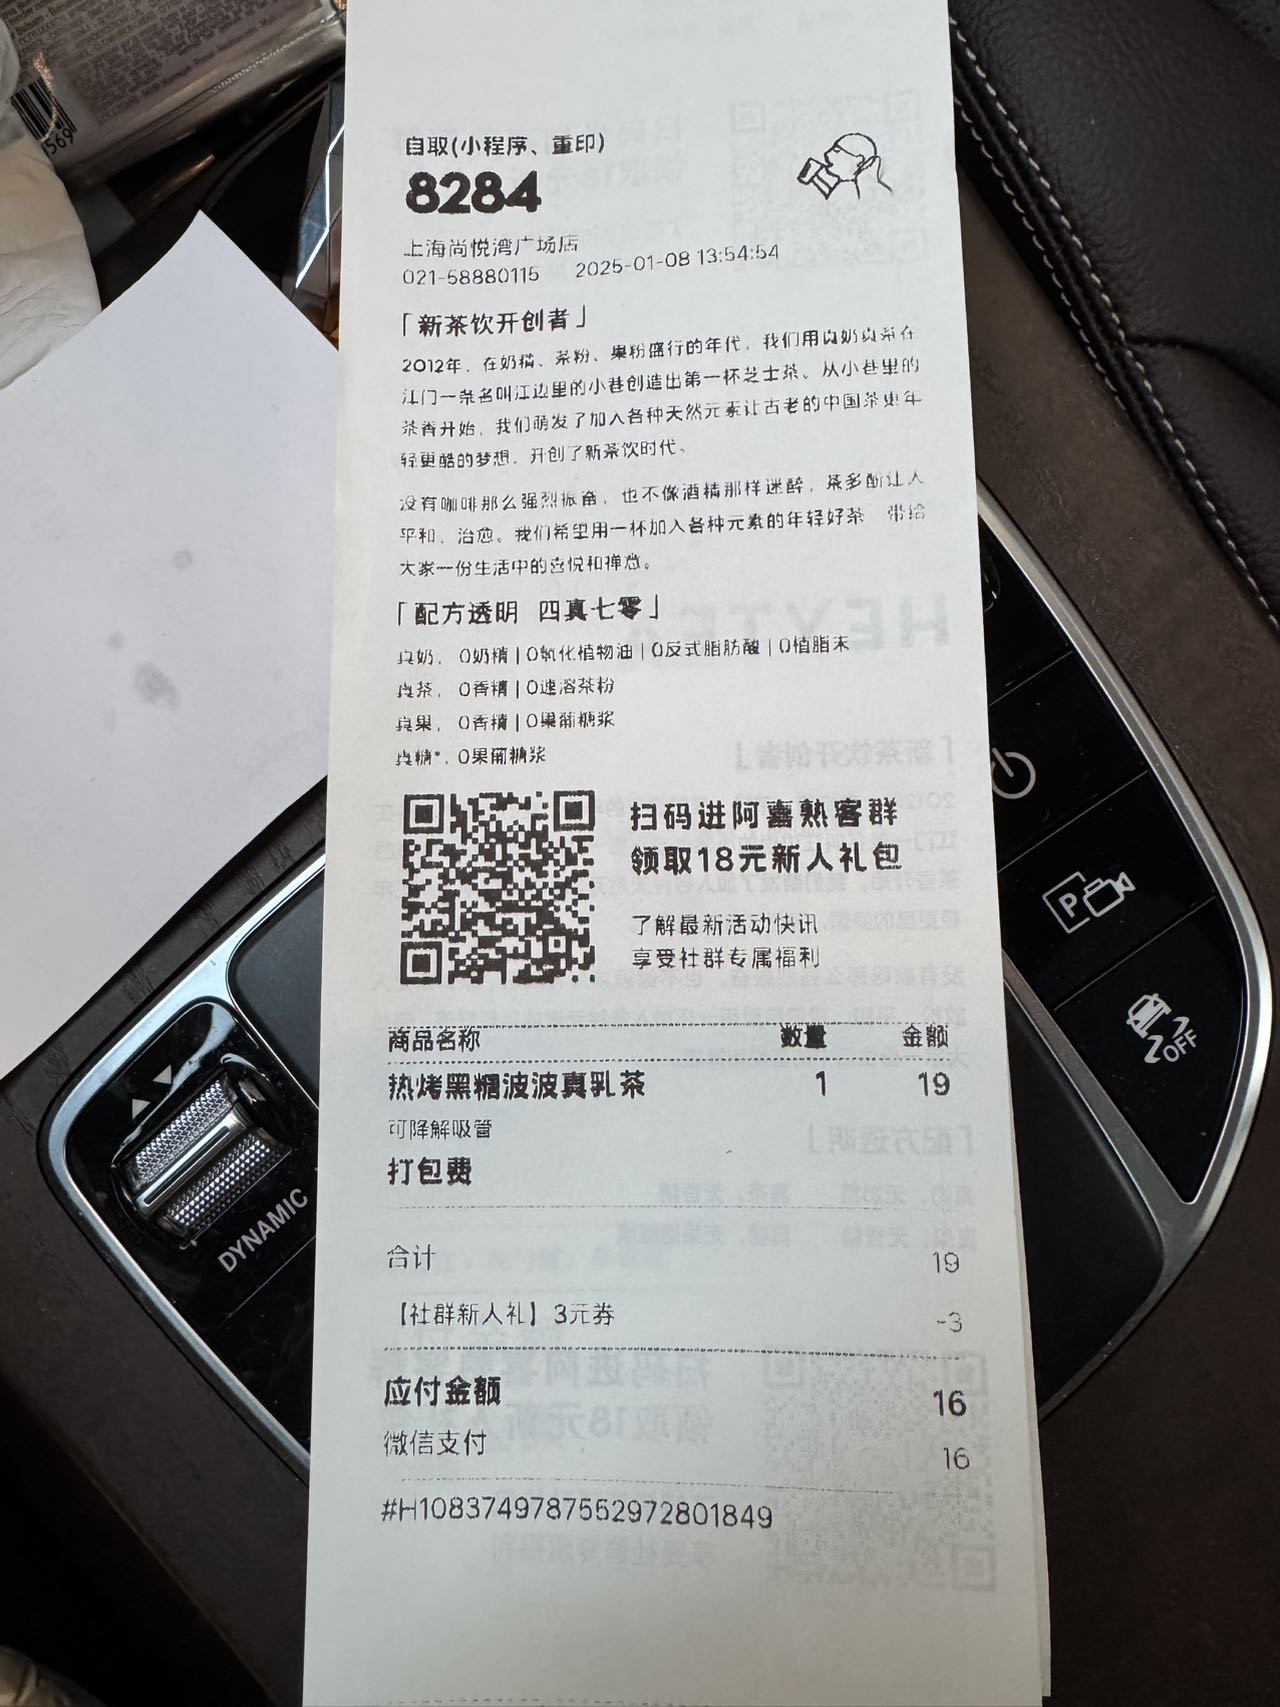 自取(小程序、重印)
8284
上海尚悦湾广场店
021-58880115 2025-01-08 13:54:54
「新茶饮开创者」
2012年，在奶精、茶粉、果粉盛行的年代，我们用真奶真茶在
江门一条名叫江边里的小巷创造出第一杯芝士茶。从小巷里的
茶香开始，我们萌发了加入各种天然元素让古老的中国茶更年
轻更酷的梦想，开创了新茶饮时代。
没有咖啡那么强烈振奋，也不像酒精那样迷醉，茶多酚让人
平和、治愈。我们希望用一杯加入各种元素的年轻好茶 带给
大家一份生活中的喜悦和禅意。
「配方透明 四真七零」
真奶，0奶精|0氢化植物油|0反式脂肪酸|0植脂末
真茶，0香精|0速溶茶粉
真果，0香精|0果葡糖浆
真糖*，0果葡糖浆
扫码进阿喜熟客群
领取18元新人礼包
了解最新活动快讯
享受社群专属福利
商品名称 数量 金额
热烤黑糖波波真乳茶 1 19
可降解吸管
打包费
合计 19
【社群新人礼】3元券 -3
应付金额 16
微信支付 16
#H1083749787552972801849
DYNAMIC
P
OFF
569